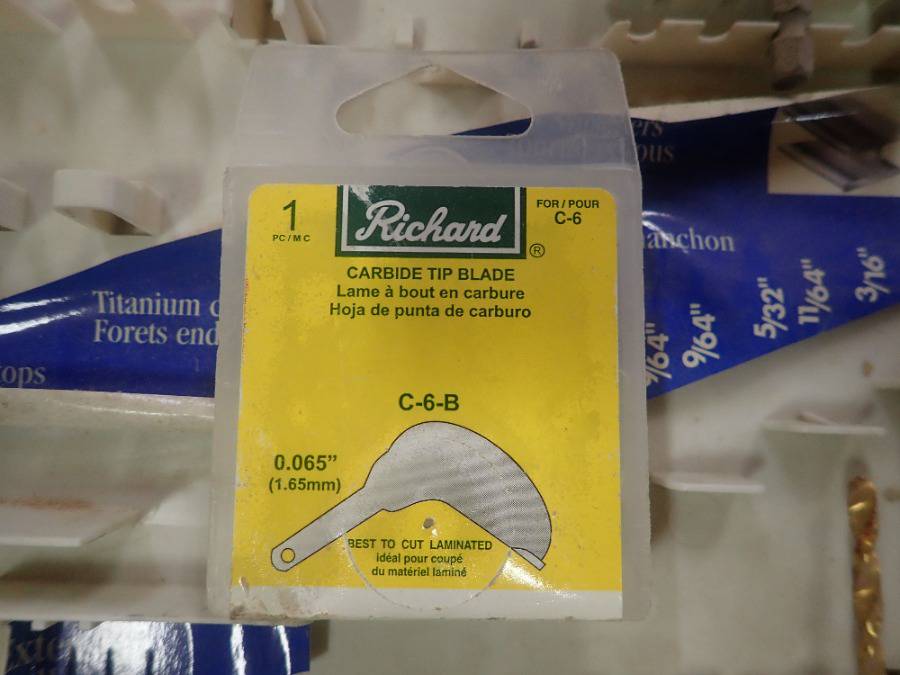 1
PC / M C
Richard
®
FOR / POUR
C-6
CARBIDE TIP BLADE
Lame à bout en carbure
Hoja de punta de carburo
C-6-B
0.065"
(1.65mm)
BEST TO CUT LAMINATED
idéal pour coupé
du matériel laminé
Titanium
Forets
9/64"
5/32"
11/64"
3/16"